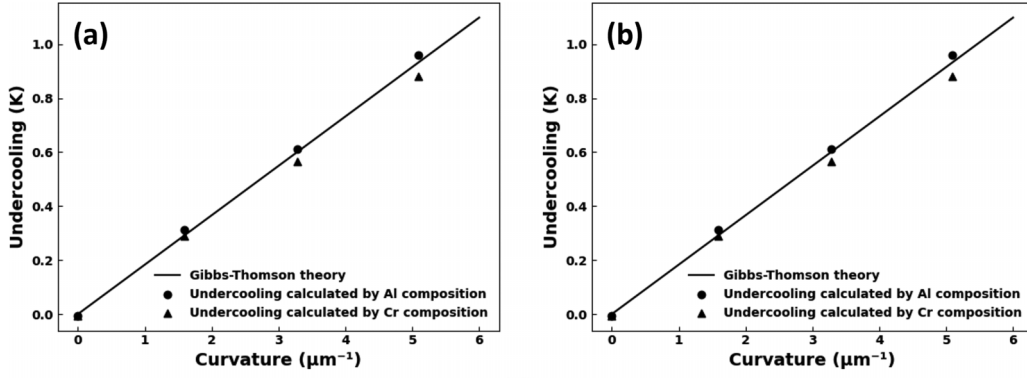 (a)
1.0
0.8
0.6
0.4
0.2
0.0
Undercooling (K)
Gibbs-Thomson theory
Undercooling calculated by Al composition
Undercooling calculated by Cr composition
0 1 2 3 4 5 6
Curvature (μm⁻¹)
(b)
1.0
0.8
0.6
0.4
0.2
0.0
Undercooling (K)
Gibbs-Thomson theory
Undercooling calculated by Al composition
Undercooling calculated by Cr composition
0 1 2 3 4 5 6
Curvature (μm⁻¹)